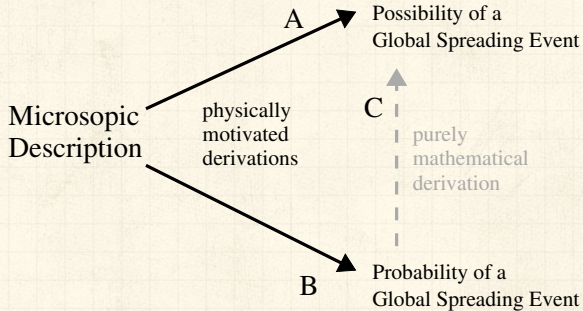 A
Possibility of a
Global Spreading Event
Microsopic
Description
physically
motivated
derivations
C
purely
mathematical
derivation
B
Probability of a
Global Spreading Event